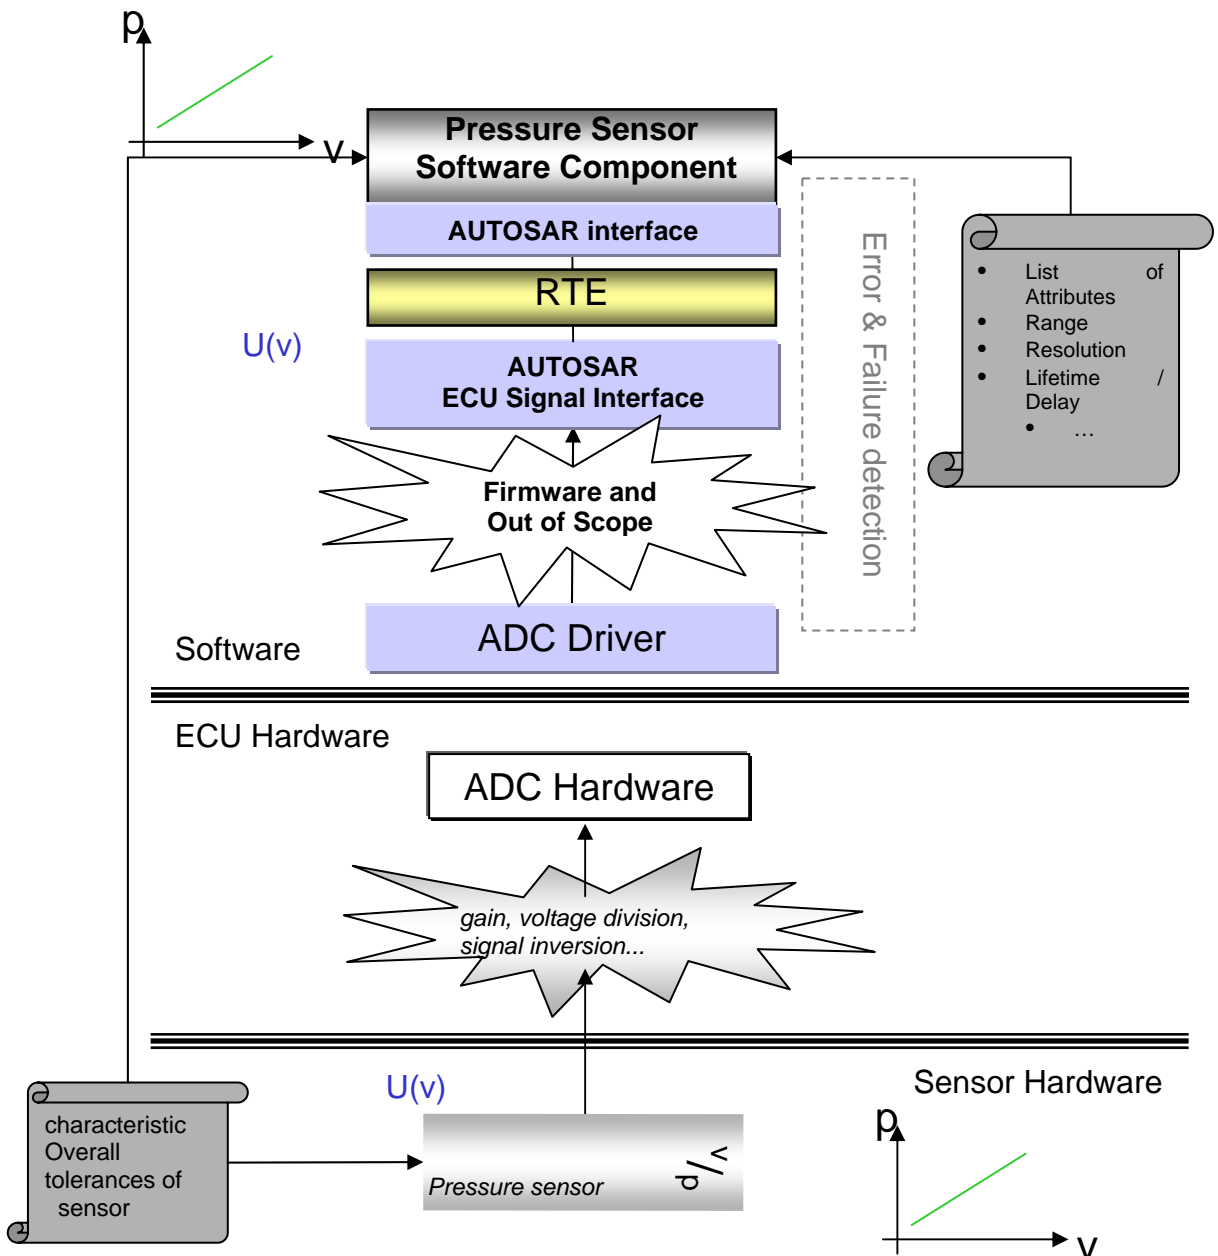 p
v
Pressure Sensor
Software Component
AUTOSAR interface
RTE
U(v)
AUTOSAR
ECU Signal Interface
Firmware and
Out of Scope
ADC Driver
Error & Failure detection
• List of
Attributes
• Range
• Resolution
• Lifetime /
Delay
• …
Software
ECU Hardware
ADC Hardware
gain, voltage division,
signal inversion...
Sensor Hardware
U(v)
characteristic
Overall
tolerances of
sensor
Pressure sensor
v/p
p
v